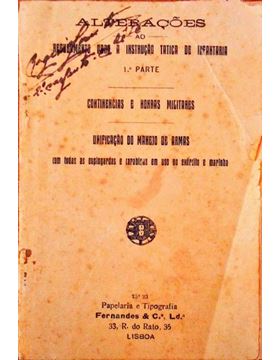 ALTERAÇÕES
AO
REGULAMENTO PARA A INSTRUÇÃO TATICA DE INFANTARIA
1.ª PARTE
CONTINENCIAS E HONRAS MILITARES
UNIFICAÇÃO DO MANEJO DE ARMAS
com todas as espingardas e carabinas em uso no exército e marinha
Papelaria e Tipografia
Fernandes & C.ª, Ld.ª
33, R. do Rato, 35
LISBOA